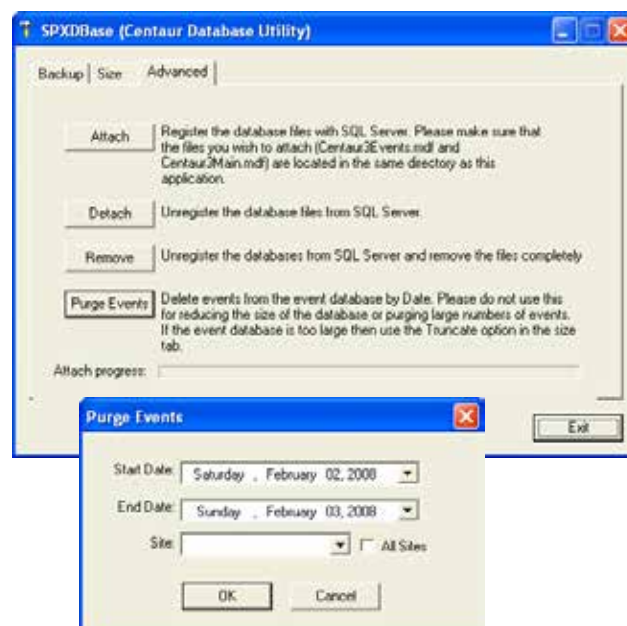 SPXDBase (Centaur Database Utility)
Backup Size Advanced
Attach
Register the database files with SQL Server. Please make sure that
the files you wish to attach (Centaur3Events.mdf and
Centaur3Main.mdf) are located in the same directory as this
application.
Detach
Unregister the database files from SQL Server.
Remove
Unregister the databases from SQL Server and remove the files completely
Purge Events
Delete events from the event database by Date. Please do not use this
for reducing the size of the database or purging large numbers of events.
If the event database is too large then use the Truncate option in the size
tab.
Attach progress:
Exit
Purge Events
Start Date: Saturday , February 02, 2008
End Date: Sunday , February 03, 2008
Site: All Sites
OK Cancel